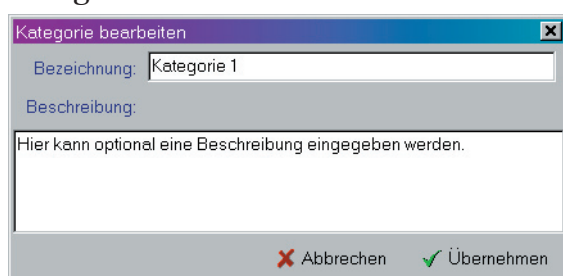 Kategorie bearbeiten
Bezeichnung: Kategorie 1
Beschreibung:
Hier kann optional eine Beschreibung eingegeben werden.
Abbrechen Übernehmen